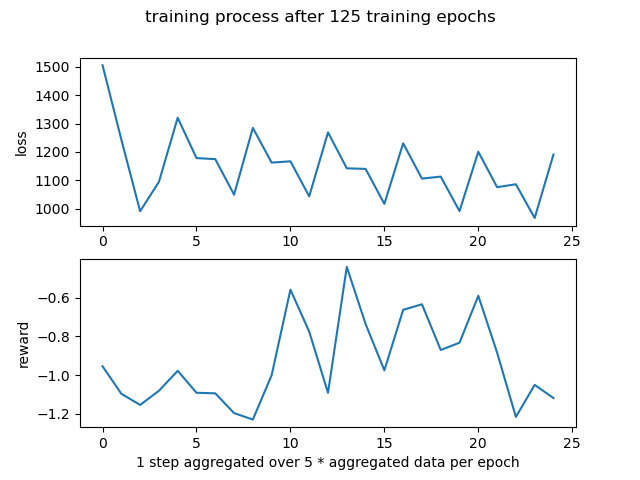 training process after 125 training epochs
1500
1400
1300
1200
1100
1000
loss
0 5 10 15 20 25
−0.6
−0.8
−1.0
−1.2
reward
0 5 10 15 20 25
1 step aggregated over 5 * aggregated data per epoch